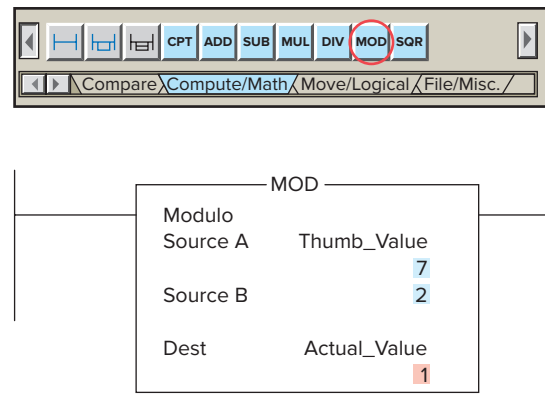 CPT ADD SUB MUL DIV MOD SQR
Compare Compute/Math Move/Logical File/Misc.
MOD
Modulo
Source A Thumb_Value
7
Source B 2
Dest Actual_Value
1